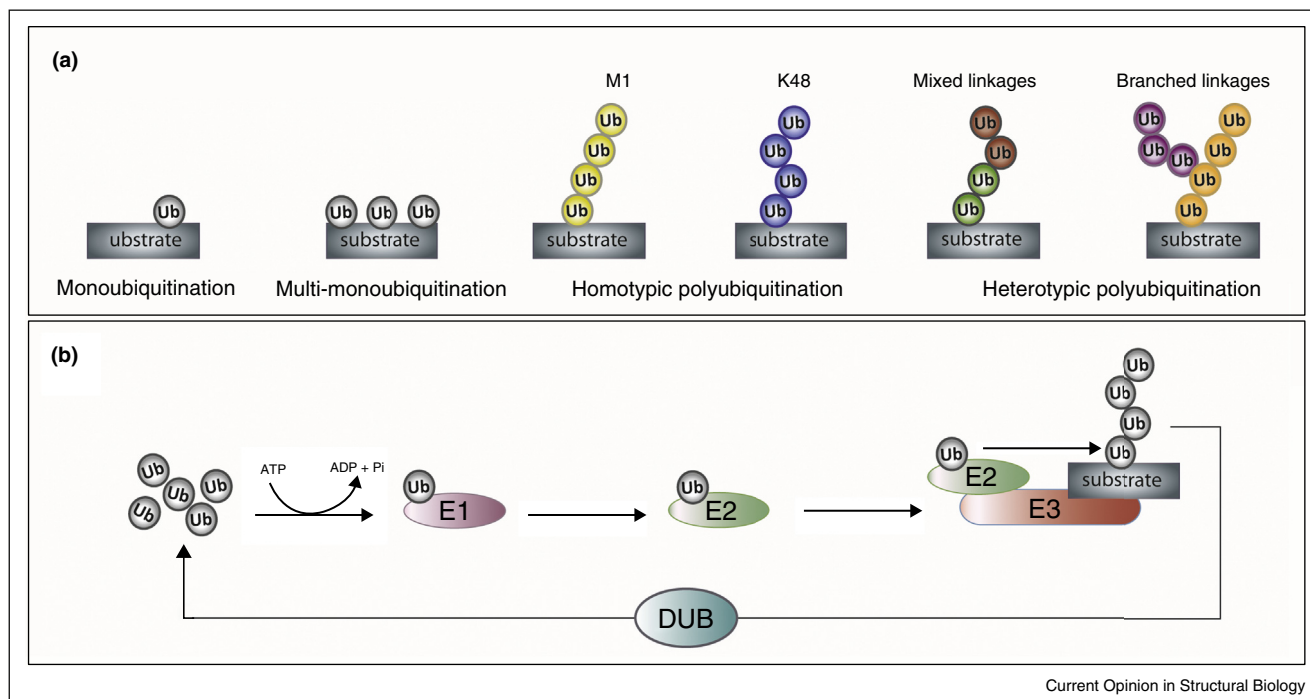 (a)
M1 K48 Mixed linkages Branched linkages
Ub Ub Ub Ub
Ub Ub Ub Ub Ub Ub
Ub Ub Ub Ub Ub
Ub Ub Ub Ub Ub Ub Ub Ub Ub
ubstrate substrate substrate substrate substrate substrate
Monoubiquitination Multi-monoubiquitination Homotypic polyubiquitination Heterotypic polyubiquitination
(b)
Ub
Ub
Ub
Ub Ub
Ub Ub ATP ADP + Pi Ub Ub Ub
Ub E2 substrate
Ub Ub E1 E2 E3
DUB
Current Opinion in Structural Biology